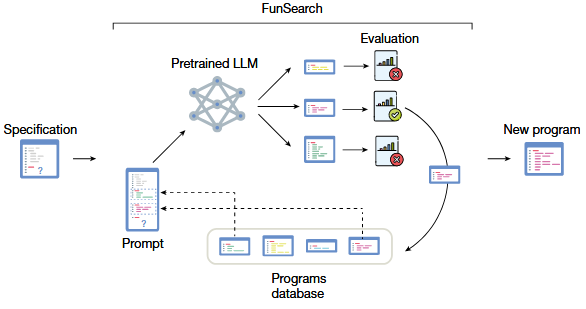 FunSearch
Evaluation
Pretrained LLM
Specification
?
New program
?
Prompt
Programs
database